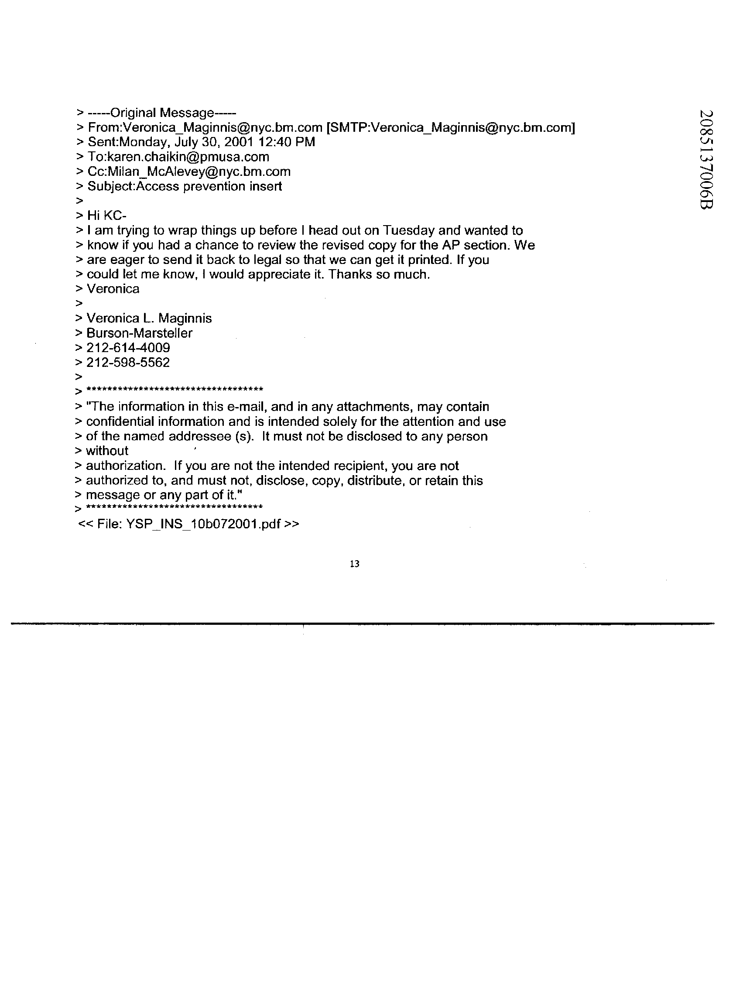 > -----Original Message-----
> From:Veronica_Maginnis@nyc.bm.com [SMTP:Veronica_Maginnis@nyc.bm.com]
> Sent:Monday, July 30, 2001 12:40 PM
> To:karen.chaikin@pmusa.com
> Cc:Milan_McAlevey@nyc.bm.com
> Subject:Access prevention insert
>
> Hi KC-
> I am trying to wrap things up before I head out on Tuesday and wanted to
> know if you had a chance to review the revised copy for the AP section. We
> are eager to send it back to legal so that we can get it printed. If you
> could let me know, I would appreciate it. Thanks so much.
> Veronica
>
> Veronica L. Maginnis
> Burson-Marsteller
> 212-614-4009
> 212-598-5562
>
> **********************************
> "The information in this e-mail, and in any attachments, may contain
> confidential information and is intended solely for the attention and use
> of the named addressee (s).  It must not be disclosed to any person
> without
> authorization.  If you are not the intended recipient, you are not
> authorized to, and must not, disclose, copy, distribute, or retain this
> message or any part of it."
> **********************************
<< File: YSP_INS_10b072001.pdf >>
13
2085137006B